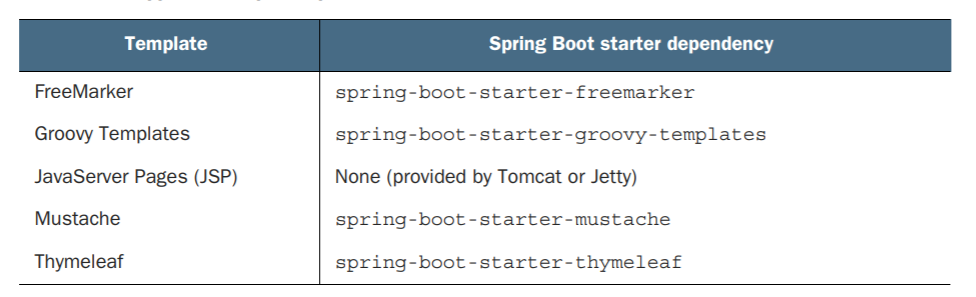 Template Spring Boot starter dependency
FreeMarker spring-boot-starter-freemarker
Groovy Templates spring-boot-starter-groovy-templates
JavaServer Pages (JSP) None (provided by Tomcat or Jetty)
Mustache spring-boot-starter-mustache
Thymeleaf spring-boot-starter-thymeleaf